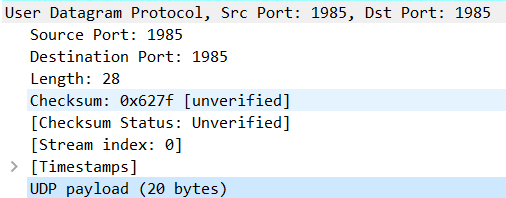 User Datagram Protocol, Src Port: 1985, Dst Port: 1985
Source Port: 1985
Destination Port: 1985
Length: 28
Checksum: 0x627f [unverified]
[Checksum Status: Unverified]
[Stream index: 0]
[Timestamps]
UDP payload (20 bytes)